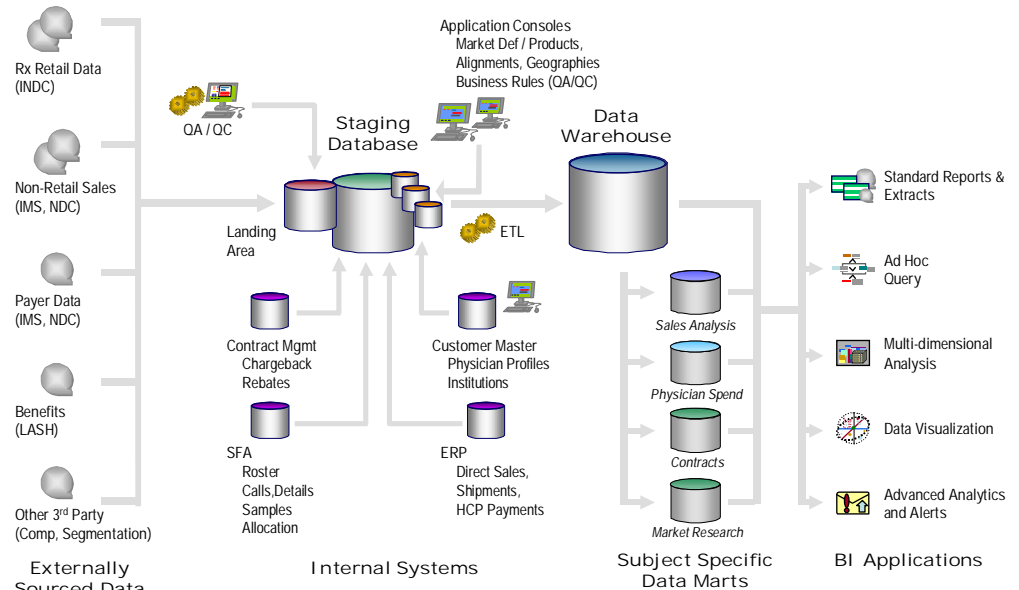 Rx Retail Data
(INDC)
Non-Retail Sales
(IMS, NDC)
Payer Data
(IMS, NDC)
Benefits
(LASH)
Other 3rd Party
(Comp, Segmentation)
Externally
Sourced Data
QA / QC
Staging
Database
Landing
Area
Application Consoles
Market Def / Products,
Alignments, Geographies
Business Rules (QA/QC)
ETL
Contract Mgmt
Chargeback
Rebates
Customer Master
Physician Profiles
Institutions
SFA
Roster
Calls,Details
Samples
Allocation
ERP
Direct Sales,
Shipments,
HCP Payments
Internal Systems
Data
Warehouse
Sales Analysis
Physician Spend
Contracts
Market Research
Subject Specific
Data Marts
Standard Reports &
Extracts
Ad Hoc
Query
Multi-dimensional
Analysis
Data Visualization
Advanced Analytics
and Alerts
BI Applications